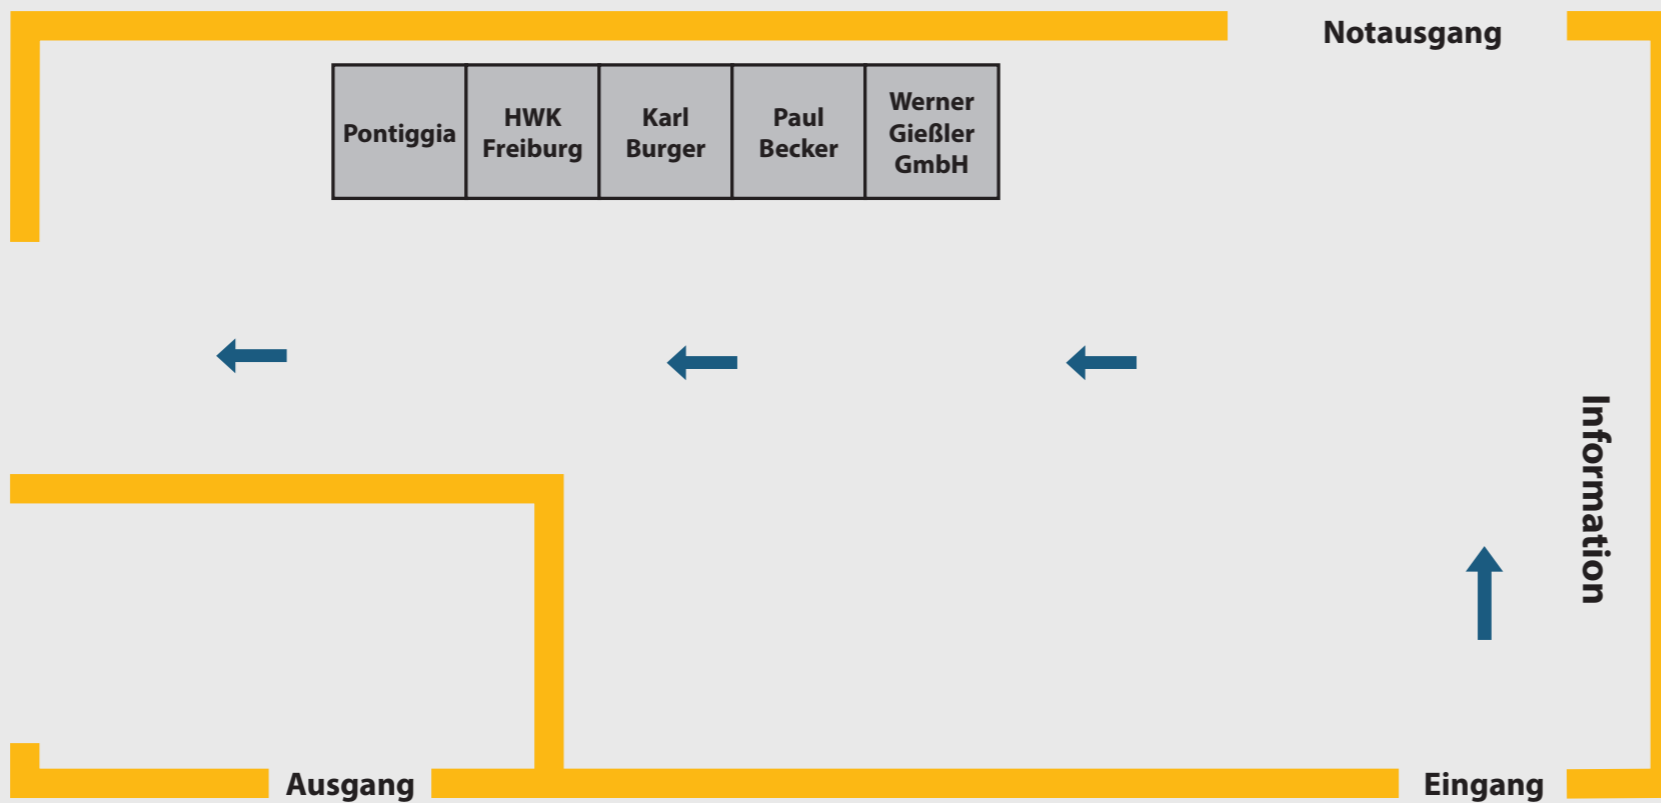 Notausgang
Pontiggia
HWK
Freiburg
Karl
Burger
Paul
Becker
Werner
Gießler
GmbH
Information
Ausgang
Eingang